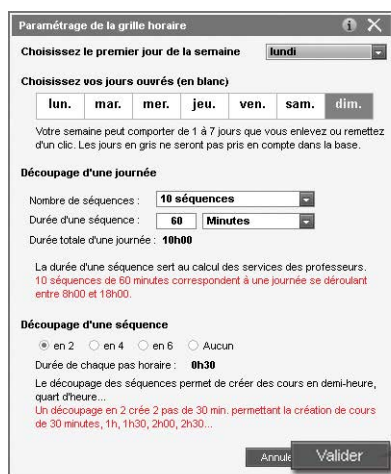 Paramétrage de la grille horaire
Choisissez le premier jour de la semaine lundi
Choisissez vos jours ouvrés (en blanc)
lun. mar. mer. jeu. ven. sam. dim.
Votre semaine peut comporter de 1 à 7 jours que vous enlevez ou remettez
d'un clic. Les jours en gris ne seront pas pris en compte dans la base.
Découpage d'une journée
Nombre de séquences : 10 séquences
Durée d'une séquence : 60 Minutes
Durée totale d'une journée : 10h00
La durée d'une séquence sert au calcul des services des professeurs.
10 séquences de 60 minutes correspondent à une journée se déroulant
entre 8h00 et 18h00.
Découpage d'une séquence
en 2 en 4 en 6 Aucun
Durée de chaque pas horaire : 0h30
Le découpage des séquences permet de créer des cours en demi-heure,
quart d'heure...
Un découpage en 2 crée 2 pas de 30 min. permettant la création de cours
de 30 minutes, 1h, 1h30, 2h00, 2h30...
Annule Valider